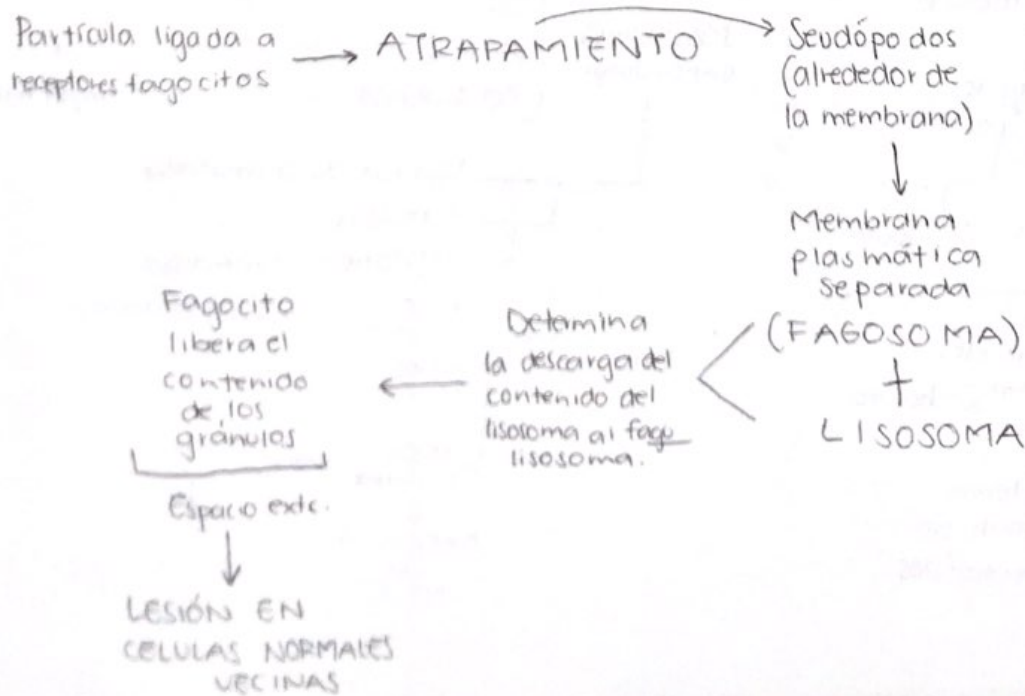 Partícula ligada a
receptores fagocitos
ATRAPAMIENTO
Seudópodos
(alrededor de
la membrana)
Membrana
plasmática
separada
(FAGOSOMA)
+
LISOSOMA
Determina
la descarga del
contenido del
lisosoma al fago
lisosoma.
Fagocito
libera el
contenido
de los
gránulos
Espacio extc.
LESIÓN EN
CELULAS NORMALES
VECINAS